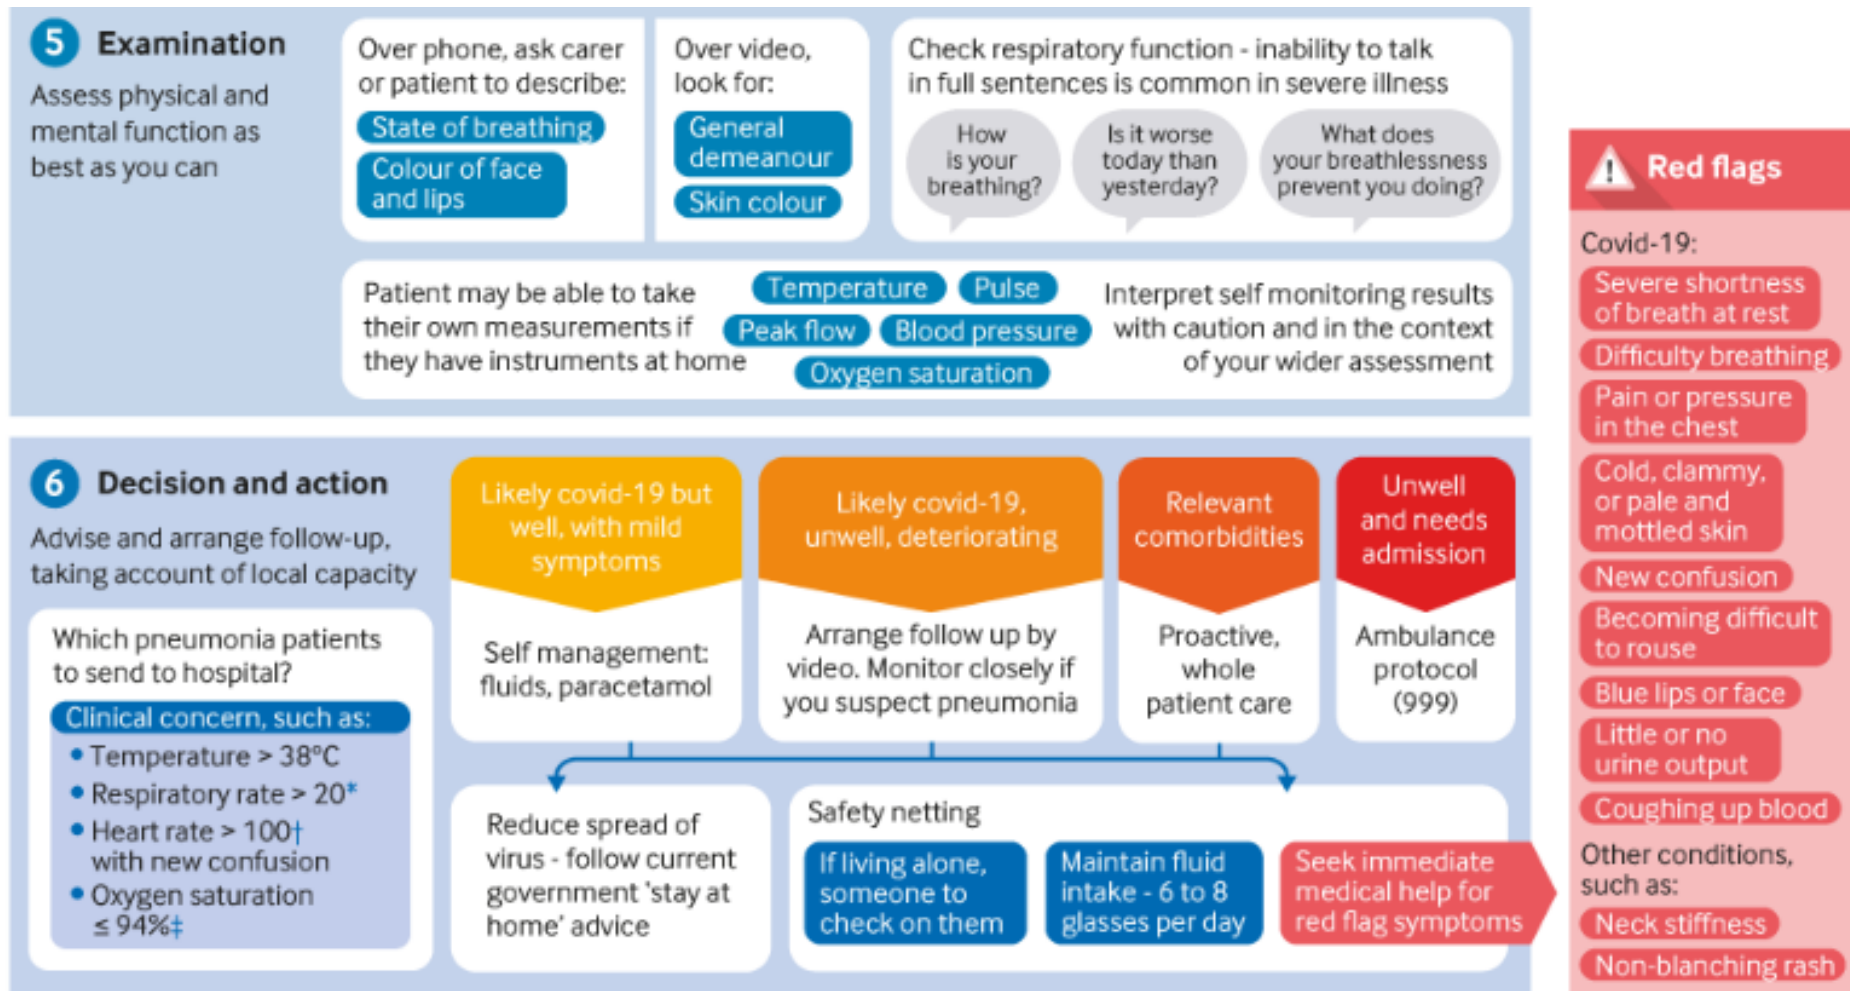 5 Examination
Assess physical and
mental function as
best as you can
Over phone, ask carer
or patient to describe:
State of breathing
Colour of face
and lips
Over video,
look for:
General
demeanour
Skin colour
Check respiratory function - inability to talk
in full sentences is common in severe illness
How
is your
breathing?
Is it worse
today than
yesterday?
What does
your breathlessness
prevent you doing?
Patient may be able to take
their own measurements if
they have instruments at home
Temperature
Pulse
Peak flow
Blood pressure
Oxygen saturation
Interpret self monitoring results
with caution and in the context
of your wider assessment
6 Decision and action
Advise and arrange follow-up,
taking account of local capacity
Which pneumonia patients
to send to hospital?
Clinical concern, such as:
• Temperature > 38°C
• Respiratory rate > 20*
• Heart rate > 100†
with new confusion
• Oxygen saturation
≤ 94%‡
Likely covid-19 but
well, with mild
symptoms
Self management:
fluids, paracetamol
Likely covid-19,
unwell, deteriorating
Arrange follow up by
video. Monitor closely if
you suspect pneumonia
Relevant
comorbidities
Proactive,
whole
patient care
Unwell
and needs
admission
Ambulance
protocol
(999)
Reduce spread of
virus - follow current
government 'stay at
home' advice
Safety netting
If living alone,
someone to
check on them
Maintain fluid
intake - 6 to 8
glasses per day
Seek immediate
medical help for
red flag symptoms
! Red flags
Covid-19:
Severe shortness
of breath at rest
Difficulty breathing
Pain or pressure
in the chest
Cold, clammy,
or pale and
mottled skin
New confusion
Becoming difficult
to rouse
Blue lips or face
Little or no
urine output
Coughing up blood
Other conditions,
such as:
Neck stiffness
Non-blanching rash